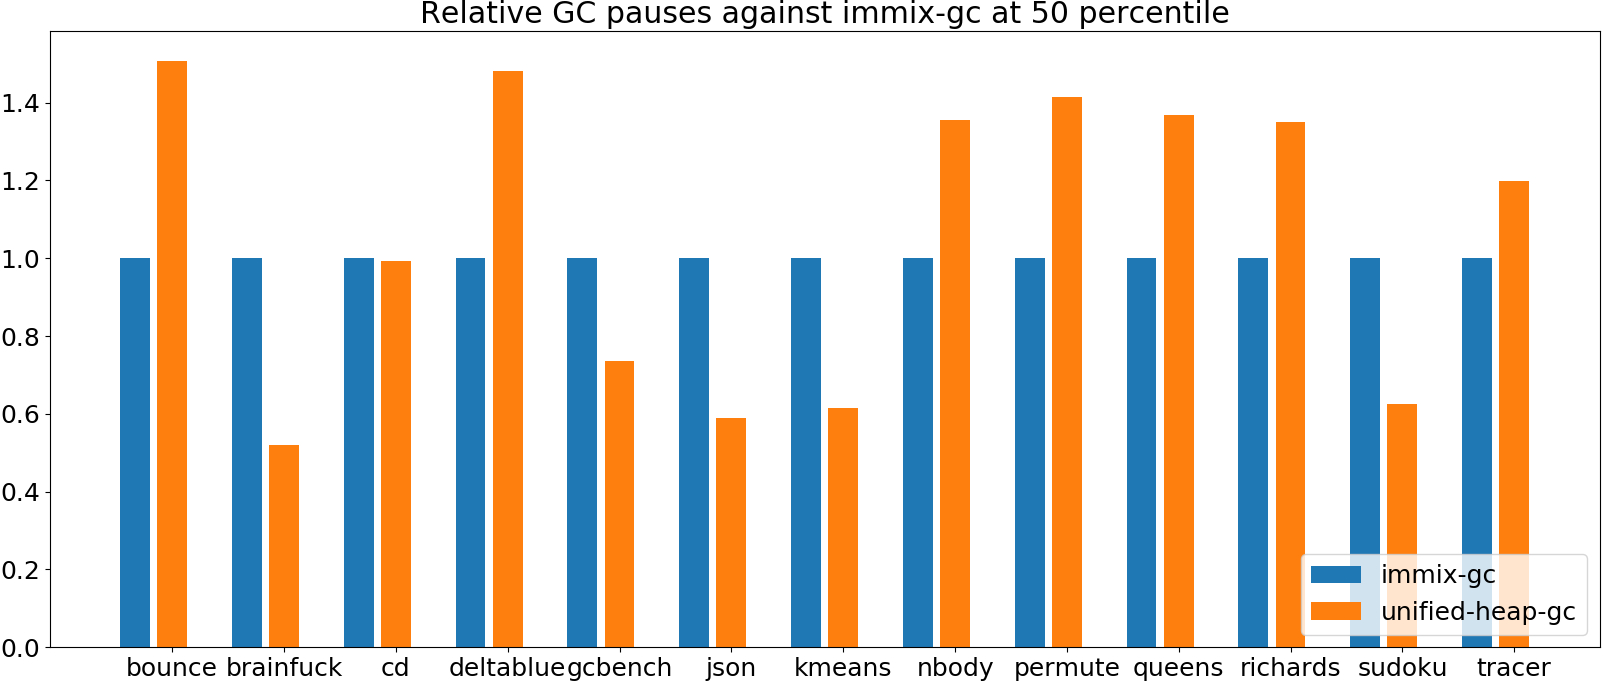 Relative GC pauses against immix-gc at 50 percentile
1.4
1.2
1.0
0.8
0.6
0.4
0.2
0.0
immix-gc
unified-heap-gc
bounce brainfuck cd deltablue gcbench json kmeans nbody permute queens richards sudoku tracer